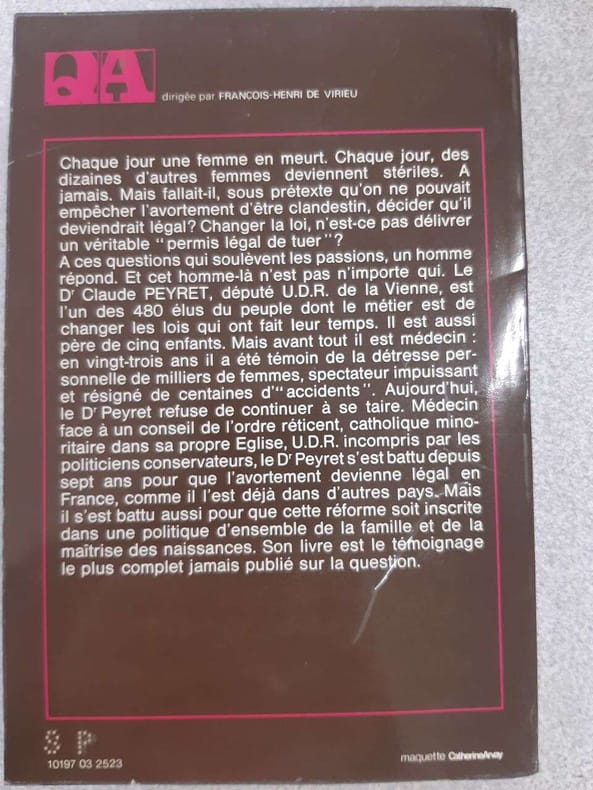 QA
dirigée par FRANÇOIS-HENRI DE VIRIEU
Chaque jour une femme en meurt. Chaque jour, des
dizaines d'autres femmes deviennent stériles. A
jamais. Mais fallait-il, sous prétexte qu'on ne pouvait
empêcher l'avortement d'être clandestin, décider qu'il
deviendrait légal? Changer la loi, n'est-ce pas délivrer
un véritable "permis légal de tuer"?
A ces questions qui soulèvent les passions, un homme
répond. Et cet homme-là n'est pas n'importe qui. Le
Dr Claude PEYRET, député U.D.R. de la Vienne, est
l'un des 480 élus du peuple dont le métier est de
changer les lois qui ont fait leur temps. Il est aussi
père de cinq enfants. Mais avant tout il est médecin :
en vingt-trois ans il a été témoin de la détresse per-
sonnelle de milliers de femmes, spectateur impuissant
et résigné de centaines d'"accidents". Aujourd'hui,
le Dr Peyret refuse de continuer à se taire. Médecin
face à un conseil de l'ordre réticent, catholique mino-
ritaire dans sa propre Eglise, U.D.R. incompris par les
politiciens conservateurs, le Dr Peyret s'est battu depuis
sept ans pour que l'avortement devienne légal en
France, comme il l'est déjà dans d'autres pays. Mais
il s'est battu aussi pour que cette réforme soit inscrite
dans une politique d'ensemble de la famille et de la
maîtrise des naissances. Son livre est le témoignage
le plus complet jamais publié sur la question.
S P
10197 03 2523
maquette Catherine Arvay